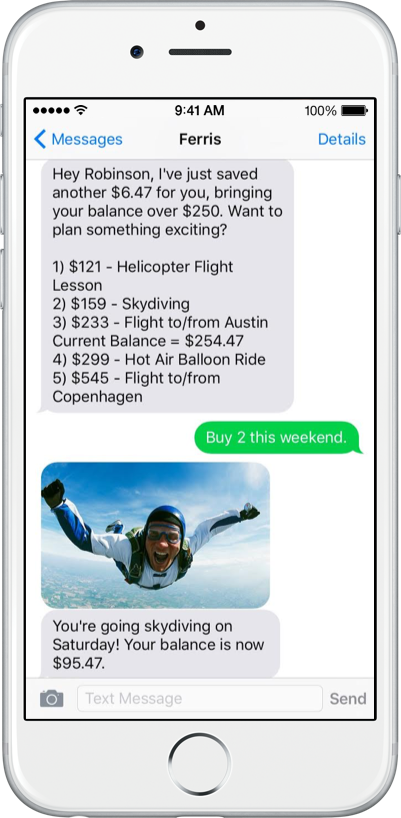 9:41 AM
100%
Messages
Ferris
Details
Hey Robinson, I've just saved
another $6.47 for you, bringing
your balance over $250. Want to
plan something exciting?
1) $121 - Helicopter Flight
Lesson
2) $159 - Skydiving
3) $233 - Flight to/from Austin
Current Balance = $254.47
4) $299 - Hot Air Balloon Ride
5) $545 - Flight to/from
Copenhagen
Buy 2 this weekend.
You're going skydiving on
Saturday! Your balance is now
$95.47.
Text Message
Send